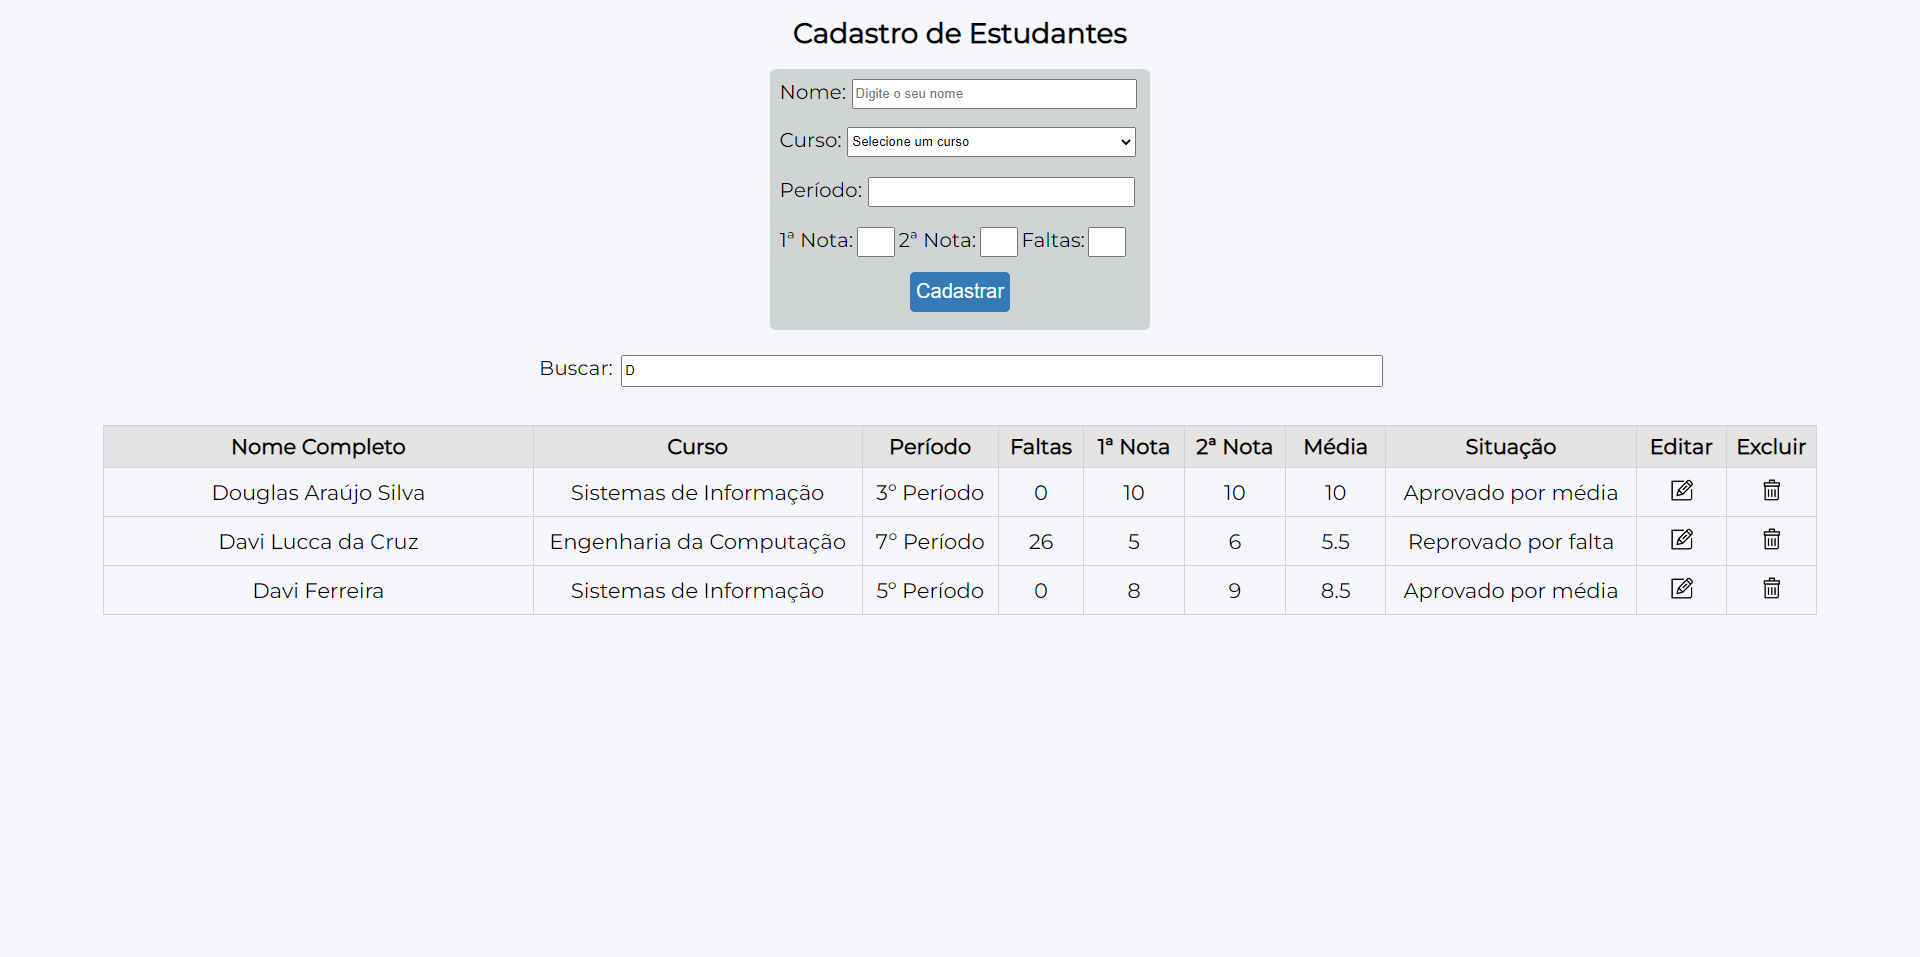 Cadastro de Estudantes
Nome: Digite o seu nome
Curso: Selecione um curso
Período:
1ª Nota: 2ª Nota: Faltas:
Cadastrar
Buscar: D
Nome Completo Curso Período Faltas 1ª Nota 2ª Nota Média Situação Editar Excluir
Douglas Araújo Silva Sistemas de Informação 3º Período 0 10 10 10 Aprovado por média
Davi Lucca da Cruz Engenharia da Computação 7º Período 26 5 6 5.5 Reprovado por falta
Davi Ferreira Sistemas de Informação 5º Período 0 8 9 8.5 Aprovado por média